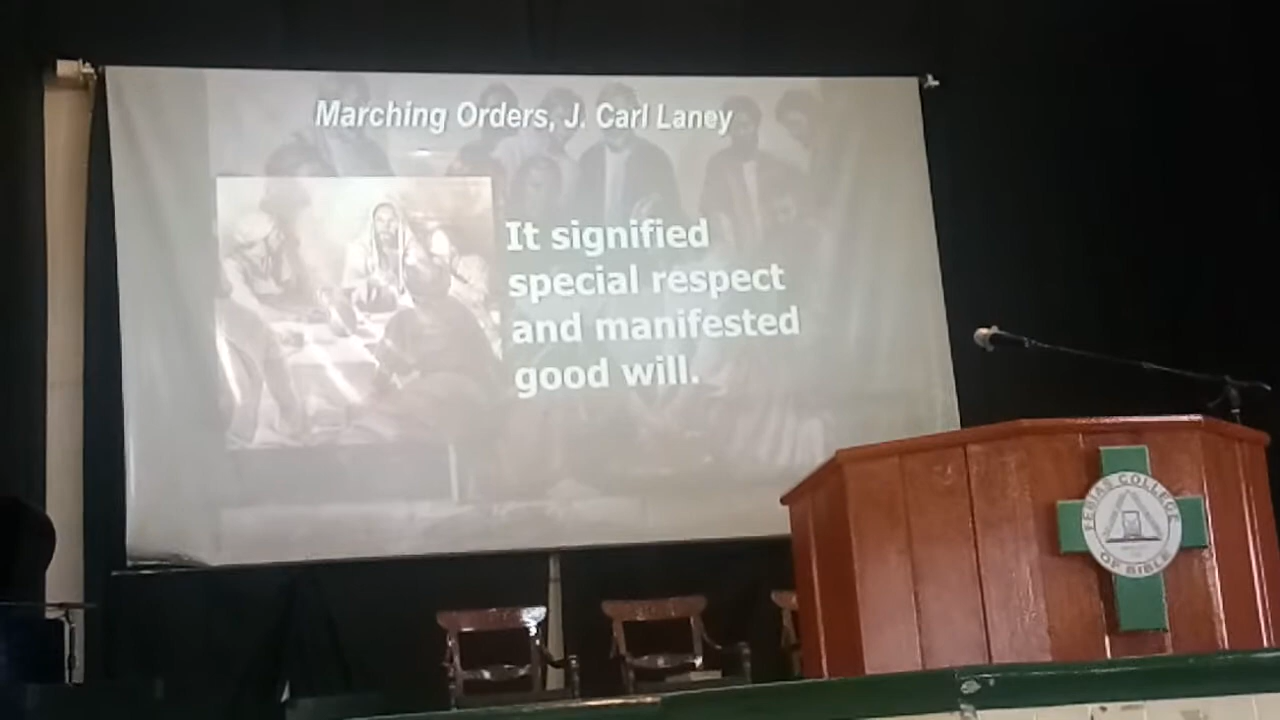 Marching Orders, J. Carl Laney
It signified
special respect
and manifested
good will.
FEBIAS COLLEGE
OF BIBLE